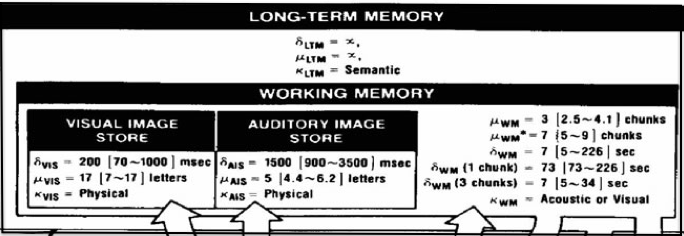 LONG-TERM MEMORY
δLTM = ∝,
μLTM = ∝,
κLTM = Semantic
WORKING MEMORY
VISUAL IMAGE
STORE
δVIS = 200 [70~1000] msec
μVIS = 17 [7~17] letters
κVIS = Physical
AUDITORY IMAGE
STORE
δAIS = 1500 [900~3500] msec
μAIS = 5 [4.4~6.2] letters
κAIS = Physical
μWM = 3 [2.5~4.1] chunks
μWM* = 7 [5~9] chunks
δWM = 7 [5~226] sec
δWM (1 chunk) = 73 [73~226] sec
δWM (3 chunks) = 7 [5~34] sec
κWM = Acoustic or Visual